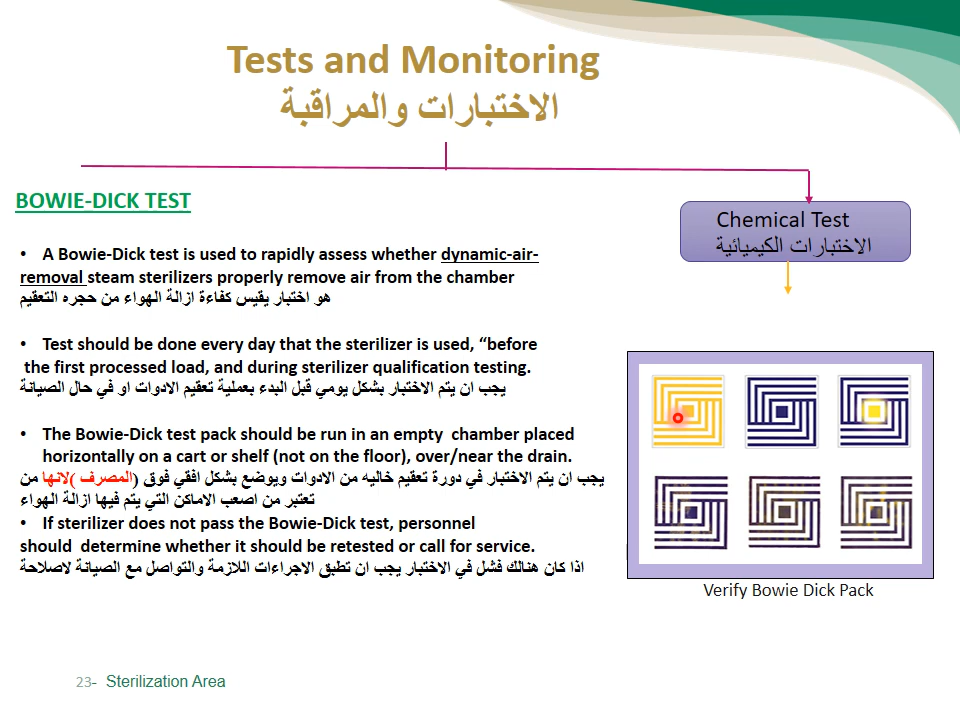 Tests and Monitoring
الاختبارات والمراقبة
BOWIE-DICK TEST
• A Bowie-Dick test is used to rapidly assess whether dynamic-air-
removal steam sterilizers properly remove air from the chamber
هو اختبار يقيس كفاءة ازالة الهواء من حجره التعقيم
• Test should be done every day that the sterilizer is used, “before
the first processed load, and during sterilizer qualification testing.
يجب ان يتم الاختبار بشكل يومي قبل البدء بعملية تعقيم الادوات او في حال الصيانة
• The Bowie-Dick test pack should be run in an empty chamber placed
horizontally on a cart or shelf (not on the floor), over/near the drain.
يجب ان يتم الاختبار في دورة تعقيم خاليه من الادوات ويوضع بشكل افقي فوق (المصرف )لانها من
تعتبر من اصعب الاماكن التي يتم فيها ازالة الهواء
• If sterilizer does not pass the Bowie-Dick test, personnel
should determine whether it should be retested or call for service.
اذا كان هنالك فشل في الاختبار يجب ان تطبق الاجراءات اللازمة والتواصل مع الصيانة لاصلاحة
Chemical Test
الاختبارات الكيميائية
Verify Bowie Dick Pack
23- Sterilization Area